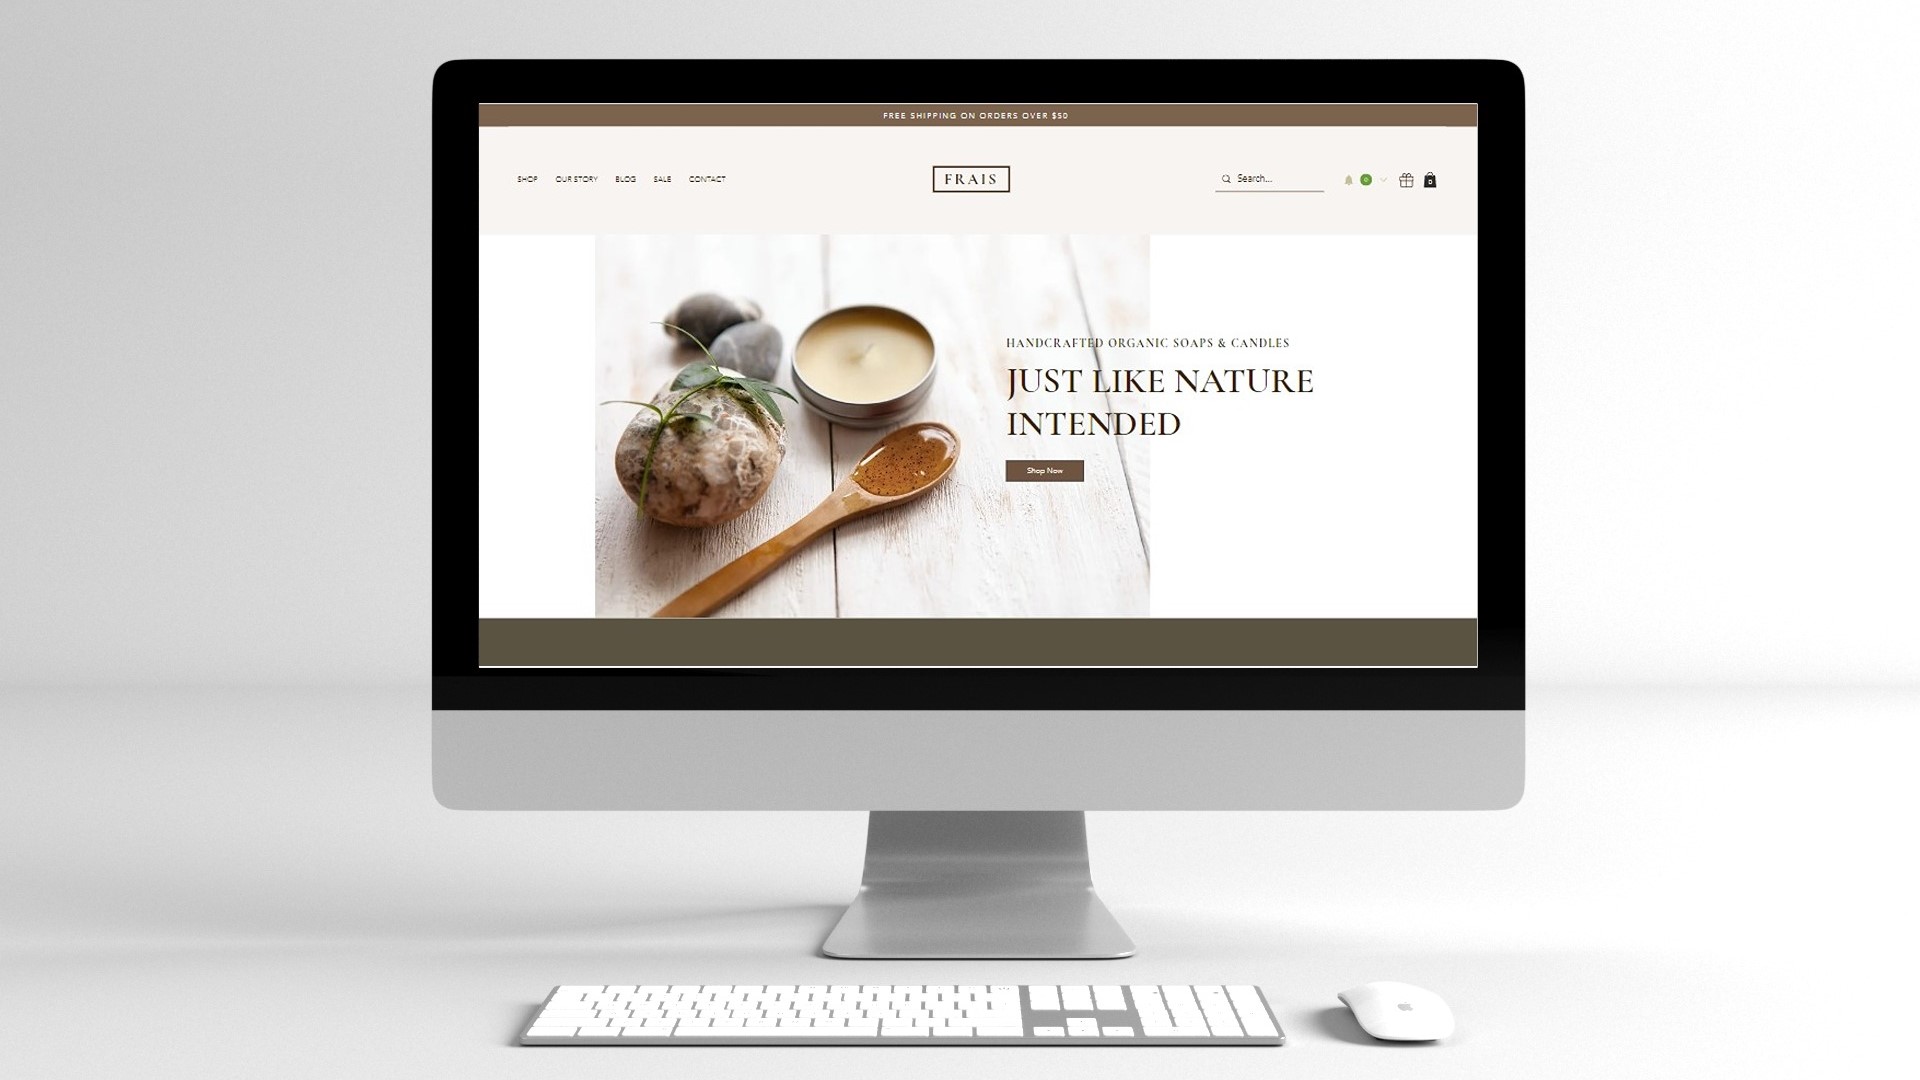 FREE SHIPPING ON ORDERS OVER $50
SHOP OUR STORY BLOG SALE CONTACT
FRAIS
Search...
0
0
HANDCRAFTED ORGANIC SOAPS & CANDLES
JUST LIKE NATURE
INTENDED
Shop Now